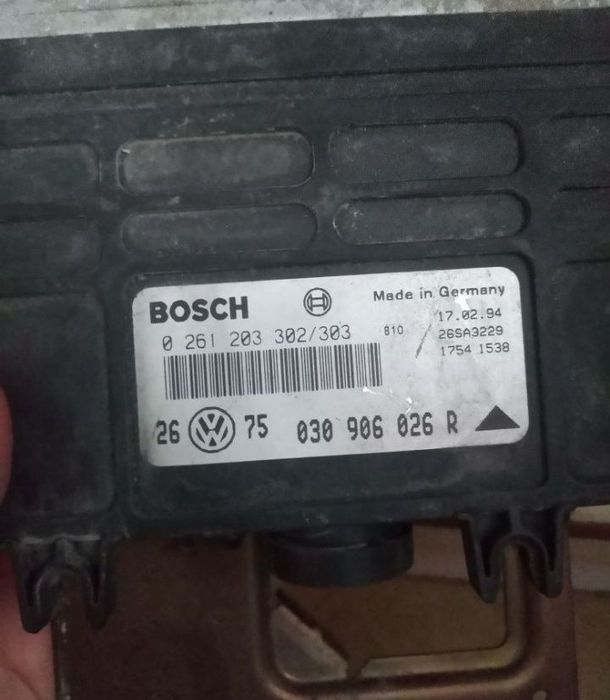 BOSCH
Made in Germany
0 261 203 302/303
810
17.02.94
26SA3229
1754 1538
26 VW 75 030 906 026 R